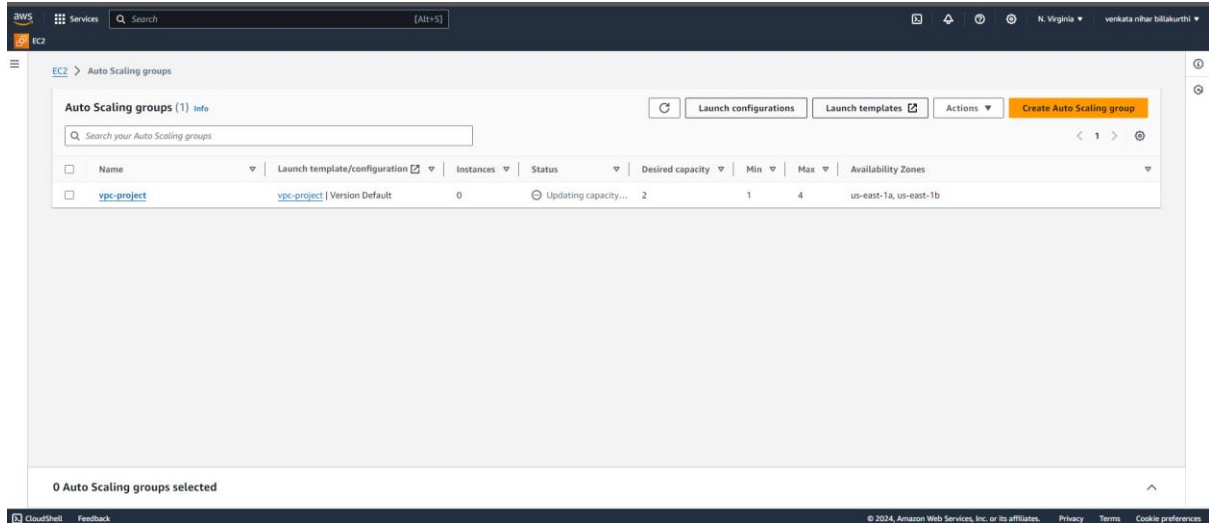 aws Services Search [Alt+S] N. Virginia venkata nihar billakurthi
EC2
EC2 > Auto Scaling groups
Auto Scaling groups (1) Info Launch configurations Launch templates Actions Create Auto Scaling group
Search your Auto Scaling groups < 1 >
Name Launch template/configuration Instances Status Desired capacity Min Max Availability Zones
vpc-project vpc-project | Version Default 0 Updating capacity... 2 1 4 us-east-1a, us-east-1b
0 Auto Scaling groups selected
CloudShell Feedback © 2024, Amazon Web Services, Inc. or its affiliates. Privacy Terms Cookie preferences